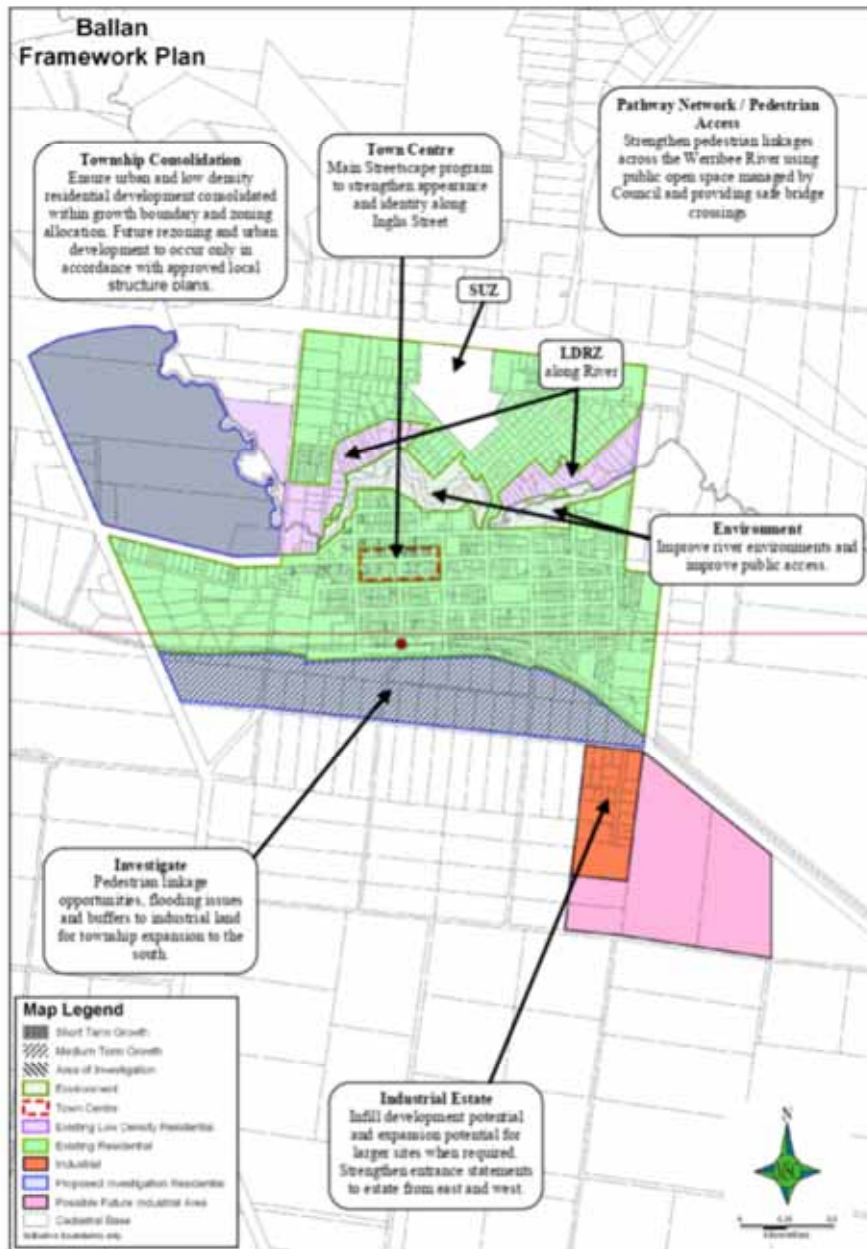 Ballan
Framework Plan
Township Consolidation
Ensure urban and low density
residential development consolidated
within growth boundary and zoning
allocation. Future rezoning and urban
development to occur only in
accordance with approved local
structure plans.
Town Centre
Main Streetscape program
to strengthen appearance
and identity along
Inglis Street
Pathway Network / Pedestrian
Access
Strengthen pedestrian linkages
across the Werribee River using
public open space managed by
Council and providing safe bridge
crossings
SUZ
LDRZ
along River
Environment
Improve river environments and
improve public access.
Investigate
Pedestrian linkage
opportunities, flooding issues
and buffers to industrial land
for township expansion to the
south.
Industrial Estate
Infill development potential
and expansion potential for
larger sites when required.
Strengthen entrance statements
to estate from east and west.
Map Legend
Short Term Growth
Medium Term Growth
Area of Investigation
Environment
Town Centre
Existing Low Density Residential
Existing Residential
Industrial
Proposed Investigation Residential
Possible Future Industrial Area
Cadastral Base
N